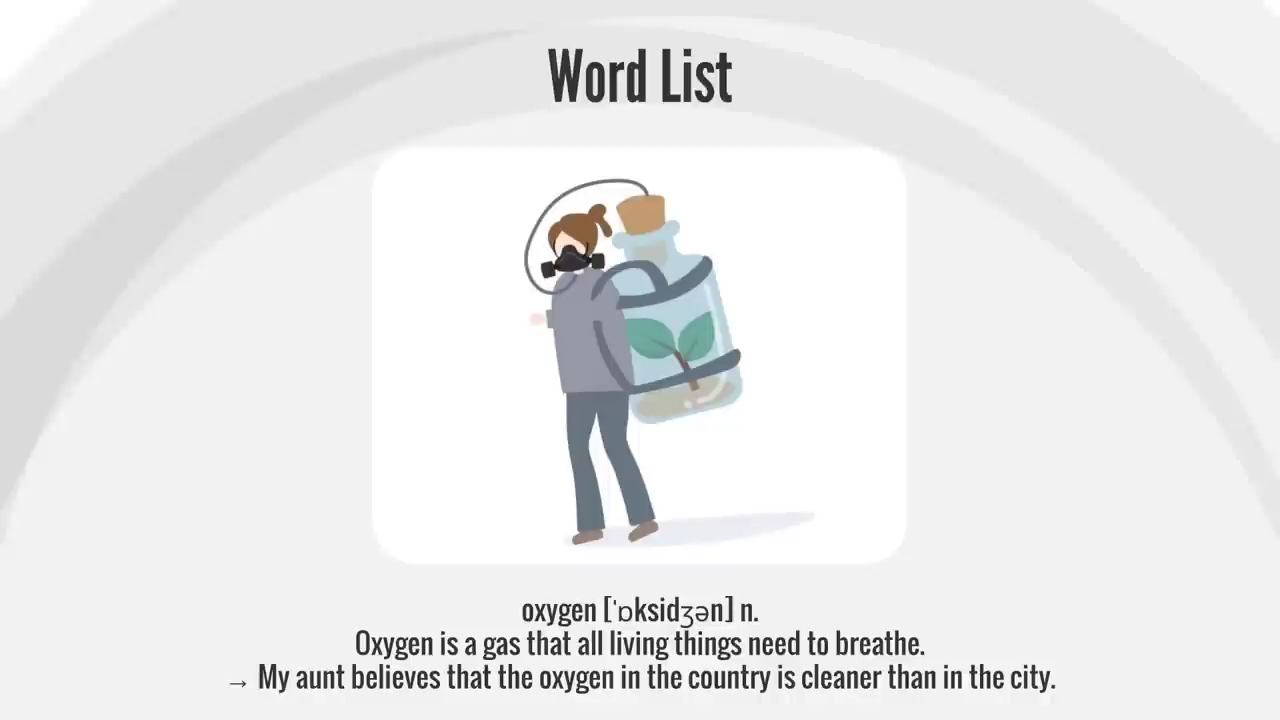 Word List
oxygen [ˈɒksidʒən] n.
Oxygen is a gas that all living things need to breathe.
→ My aunt believes that the oxygen in the country is cleaner than in the city.